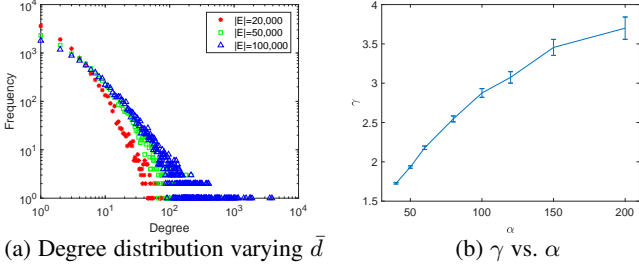 10^4
10^3
10^2
10^1
10^0
Frequency
|E|=20,000
|E|=50,000
|E|=100,000
10^0 10^1 10^2 10^3 10^4
Degree
(a) Degree distribution varying d̄
4
3.5
3
2.5
2
1.5
1
γ
50 100 150 200
α
(b) γ vs. α